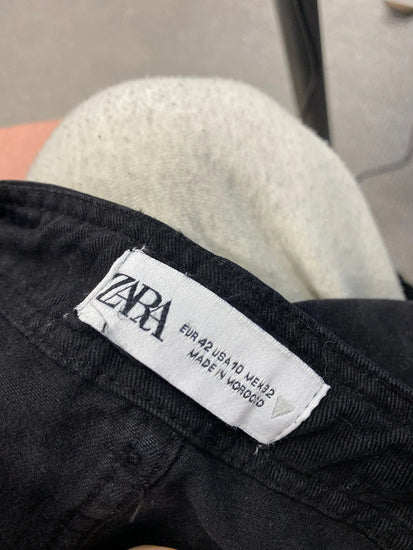 ZARA
EUR 42 USA 10 MEX 32
MADE IN MOROCCO